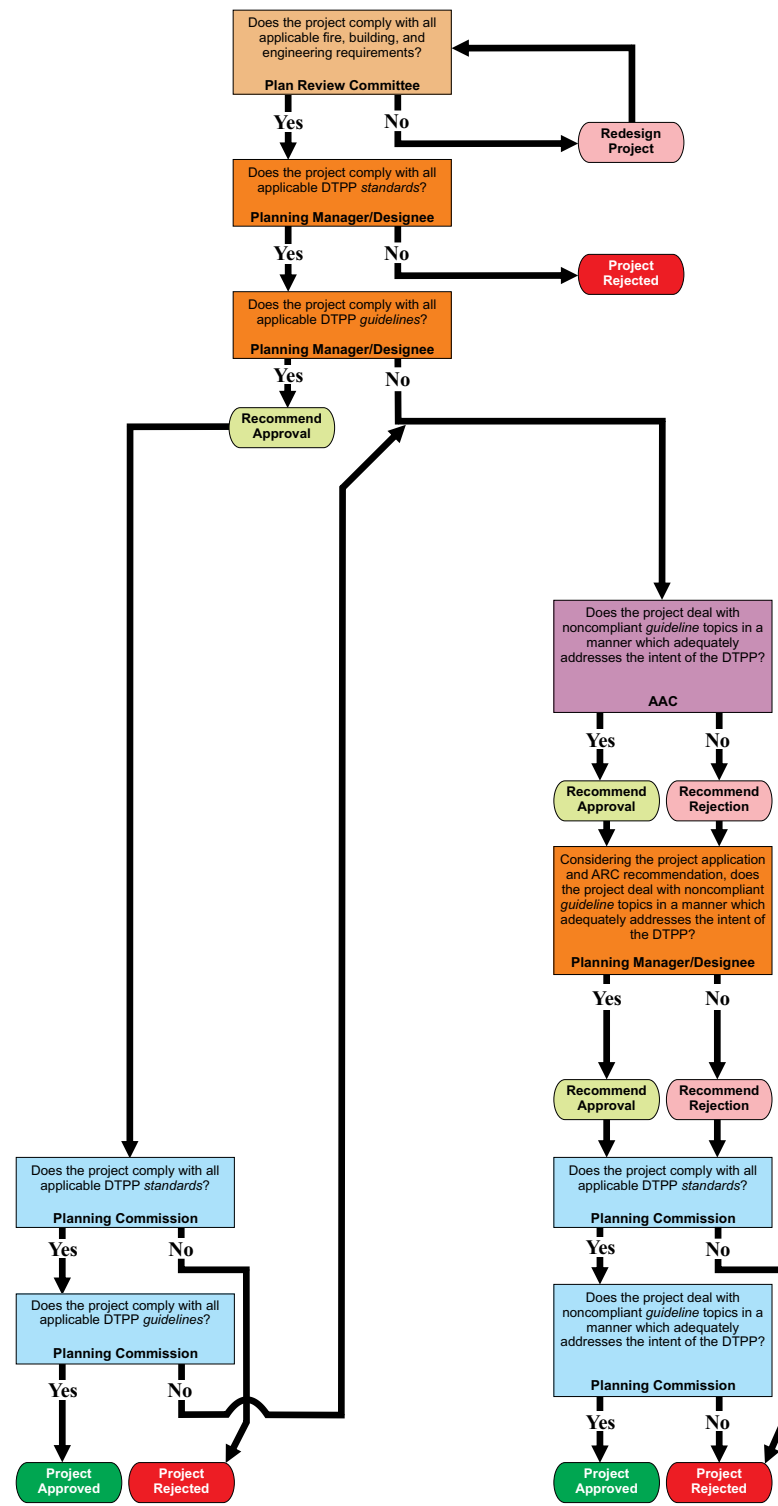 Does the project comply with all
applicable fire, building, and
engineering requirements?
Plan Review Committee
Yes
No
Redesign
Project
Does the project comply with all
applicable DTPP standards?
Planning Manager/Designee
Yes
No
Project
Rejected
Does the project comply with all
applicable DTPP guidelines?
Planning Manager/Designee
Yes
No
Recommend
Approval
Does the project deal with
noncompliant guideline topics in a
manner which adequately
addresses the intent of the DTPP?
AAC
Yes
No
Recommend
Approval
Recommend
Rejection
Considering the project application
and ARC recommendation, does
the project deal with noncompliant
guideline topics in a manner which
adequately addresses the intent of
the DTPP?
Planning Manager/Designee
Yes
No
Recommend
Approval
Recommend
Rejection
Does the project comply with all
applicable DTPP standards?
Planning Commission
Yes
No
Does the project comply with all
applicable DTPP guidelines?
Planning Commission
Yes
No
Project
Approved
Project
Rejected
Does the project comply with all
applicable DTPP standards?
Planning Commission
Yes
No
Does the project deal with
noncompliant guideline topics in a
manner which adequately
addresses the intent of the DTPP?
Planning Commission
Yes
No
Project
Approved
Project
Rejected